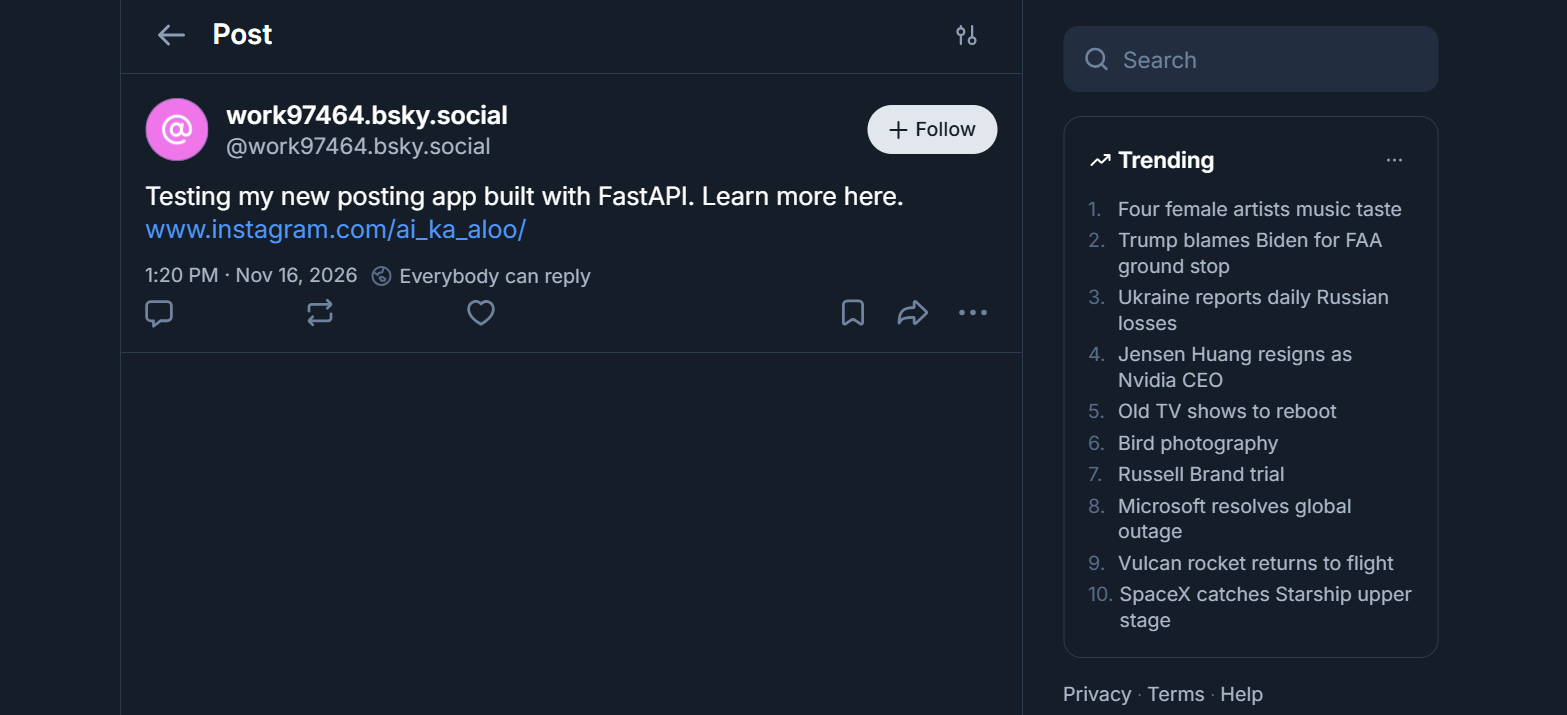 Post
@
work97464.bsky.social
@work97464.bsky.social
+ Follow
Testing my new posting app built with FastAPI. Learn more here.
www.instagram.com/ai_ka_aloo/
1:20 PM · Nov 16, 2026 Everybody can reply
Search
Trending
1. Four female artists music taste
2. Trump blames Biden for FAA
ground stop
3. Ukraine reports daily Russian
losses
4. Jensen Huang resigns as
Nvidia CEO
5. Old TV shows to reboot
6. Bird photography
7. Russell Brand trial
8. Microsoft resolves global
outage
9. Vulcan rocket returns to flight
10. SpaceX catches Starship upper
stage
Privacy · Terms · Help